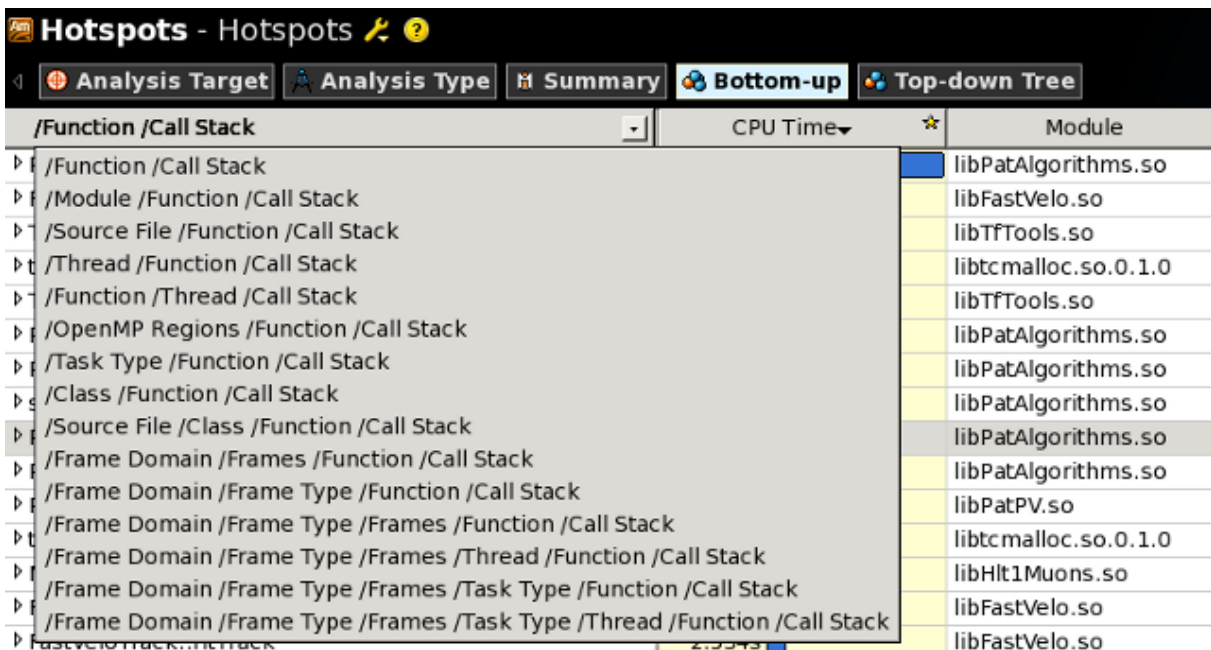 Hotspots - Hotspots
Analysis Target Analysis Type Summary Bottom-up Top-down Tree
/Function /Call Stack CPU Time Module
/Function /Call Stack libPatAlgorithms.so
/Module /Function /Call Stack libFastVelo.so
/Source File /Function /Call Stack libTfTools.so
/Thread /Function /Call Stack libtcmalloc.so.0.1.0
/Function /Thread /Call Stack libTfTools.so
/OpenMP Regions /Function /Call Stack libPatAlgorithms.so
/Task Type /Function /Call Stack libPatAlgorithms.so
/Class /Function /Call Stack libPatAlgorithms.so
/Source File /Class /Function /Call Stack libPatAlgorithms.so
/Frame Domain /Frames /Function /Call Stack libPatAlgorithms.so
/Frame Domain /Frame Type /Function /Call Stack libPatPV.so
/Frame Domain /Frame Type /Frames /Function /Call Stack libtcmalloc.so.0.1.0
/Frame Domain /Frame Type /Frames /Thread /Function /Call Stack libHlt1Muons.so
/Frame Domain /Frame Type /Frames /Task Type /Function /Call Stack libFastVelo.so
/Frame Domain /Frame Type /Frames /Task Type /Thread /Function /Call Stack
libFastVelo.so